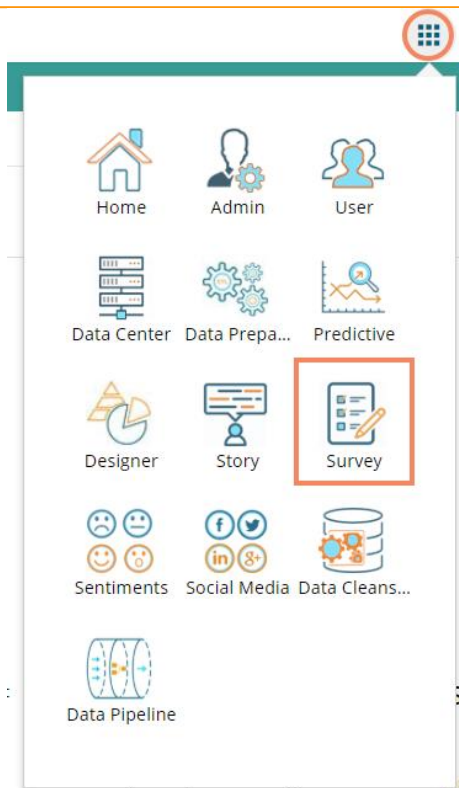 Home Admin User
Data Center Data Prepa... Predictive
Designer Story Survey
Sentiments Social Media Data Cleans...
Data Pipeline